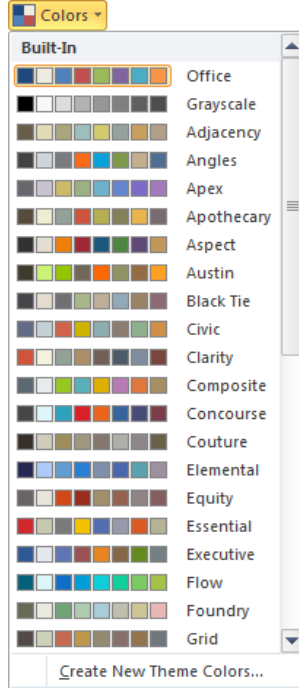 Colors
Built-In
Office
Grayscale
Adjacency
Angles
Apex
Apothecary
Aspect
Austin
Black Tie
Civic
Clarity
Composite
Concourse
Couture
Elemental
Equity
Essential
Executive
Flow
Foundry
Grid
Create New Theme Colors...